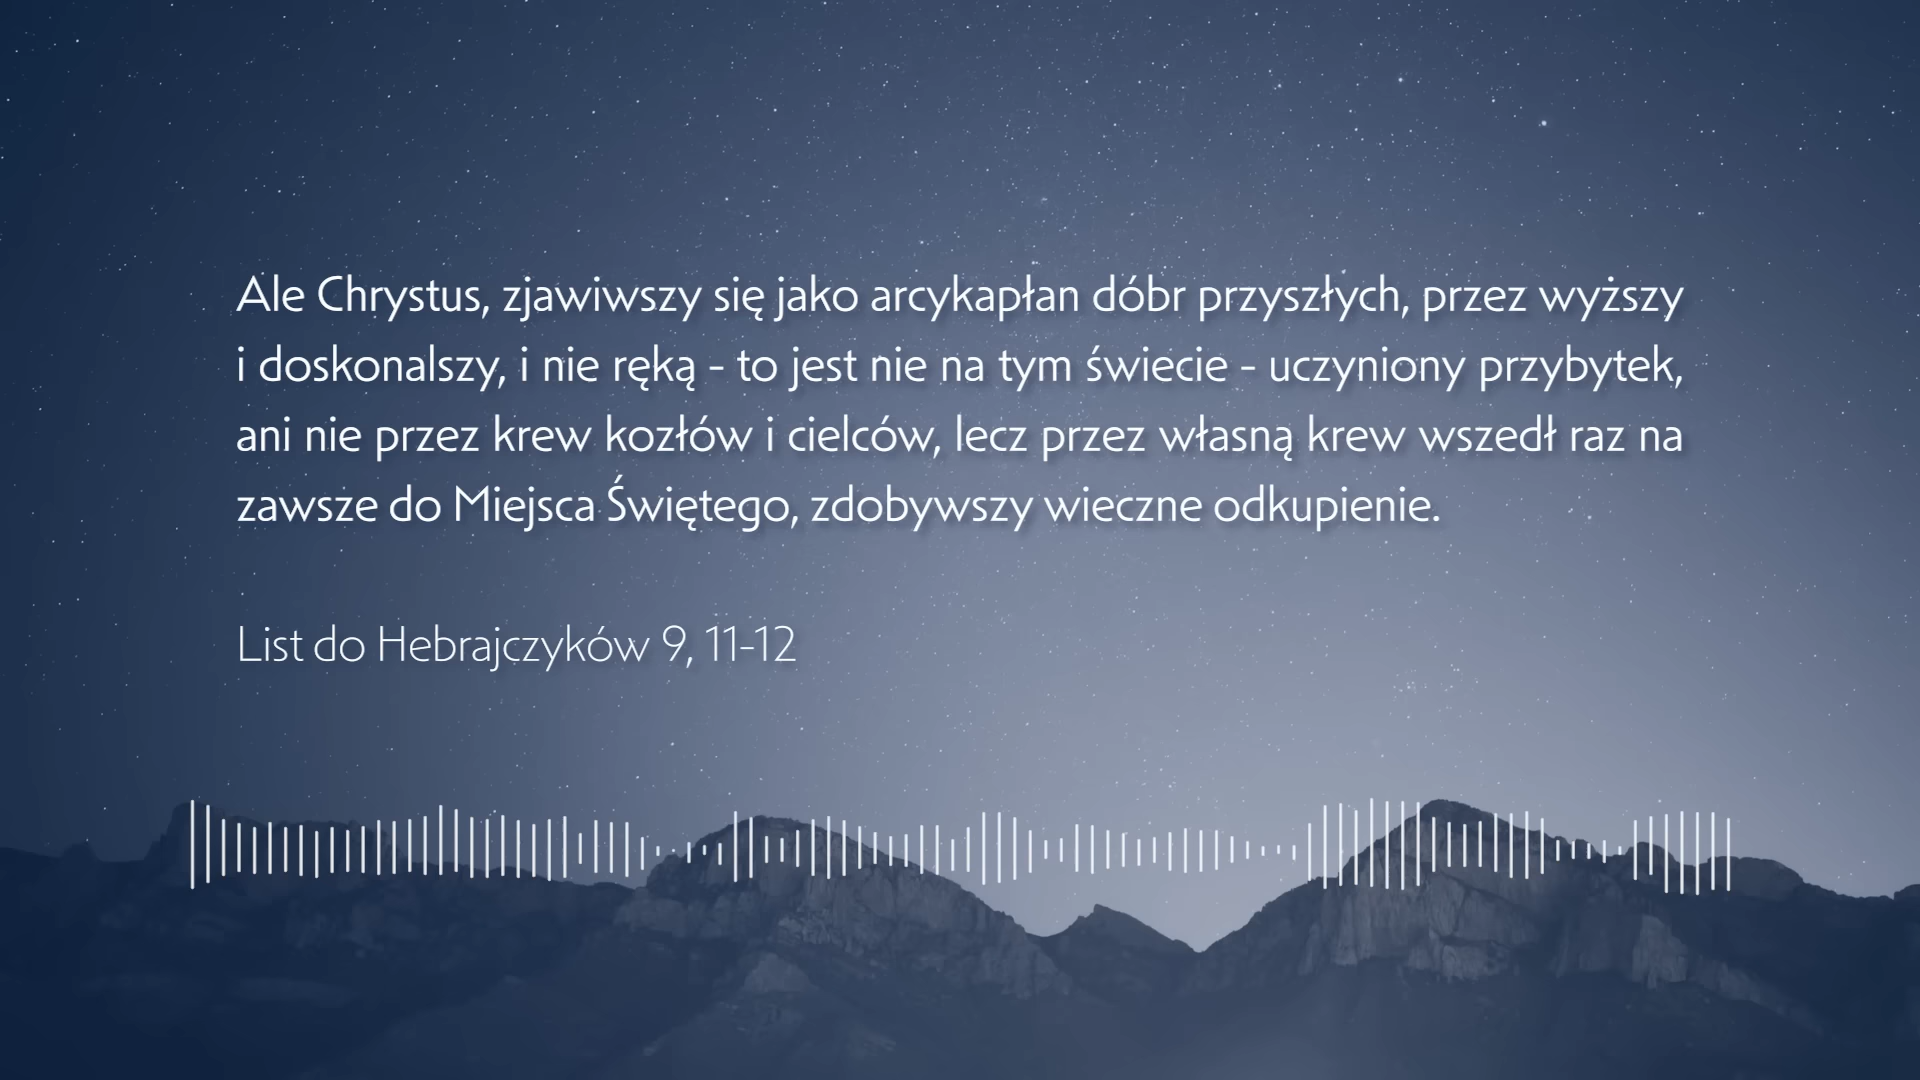 Ale Chrystus, zjawiwszy się jako arcykapłan dóbr przyszłych, przez wyższy
i doskonalszy, i nie ręką - to jest nie na tym świecie - uczyniony przybytek,
ani nie przez krew kozłów i cielców, lecz przez własną krew wszedł raz na
zawsze do Miejsca Świętego, zdobywszy wieczne odkupienie.
List do Hebrajczyków 9, 11-12